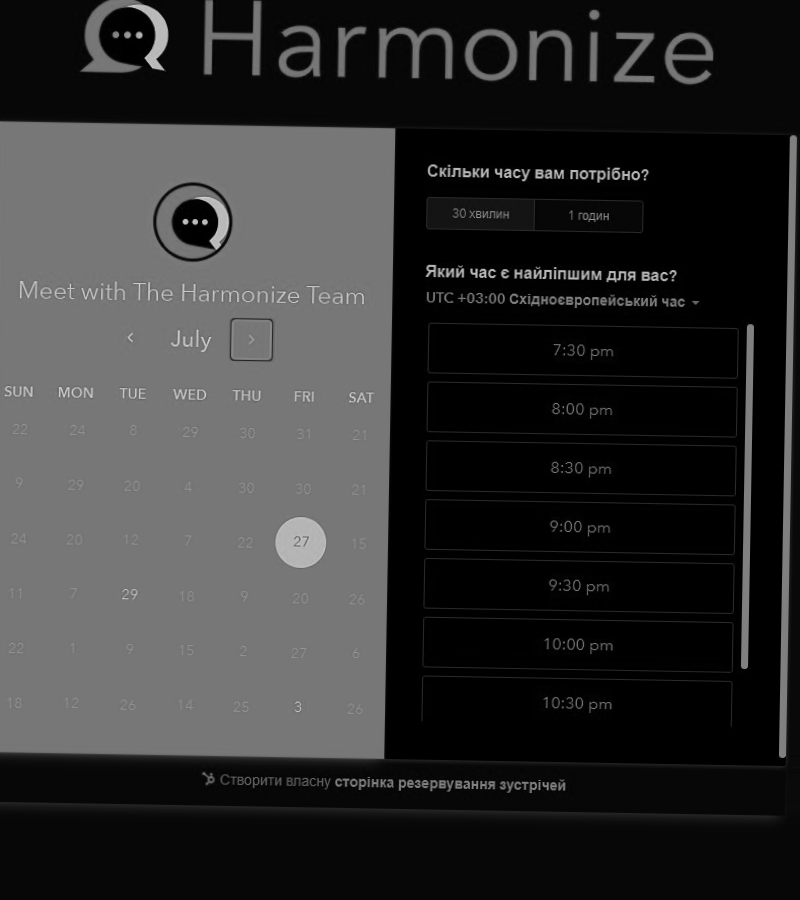 Harmonize
Meet with The Harmonize Team
July
SUN MON TUE WED THU FRI SAT
22 24 8 29 30 31 21
9 29 20 4 30 30 21
24 20 12 7 22 27 15
11 7 29 18 9 20 26
22 1 9 15 2 27 6
18 12 26 14 25 3 26
Скільки часу вам потрібно?
30 хвилин 1 годин
Який час є найліпшим для вас?
UTC +03:00 Східноєвропейський час
7:30 pm
8:00 pm
8:30 pm
9:00 pm
9:30 pm
10:00 pm
10:30 pm
Створити власну сторінка резервування зустрічей